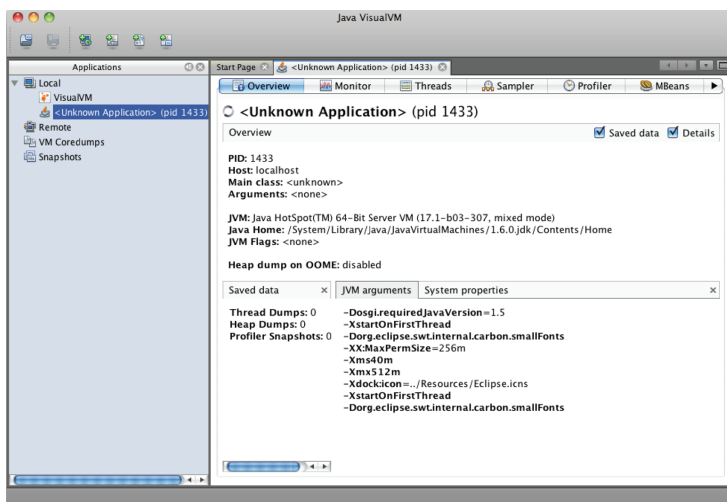 Java VisualVM
Applications
Start Page
<Unknown Application> (pid 1433)
Local
VisualVM
<Unknown Application> (pid 1433)
Remote
VM Coredumps
Snapshots
Overview
Monitor
Threads
Sampler
Profiler
MBeans
<Unknown Application> (pid 1433)
Overview
Saved data
Details
PID: 1433
Host: localhost
Main class: <unknown>
Arguments: <none>
JVM: Java HotSpot(TM) 64-Bit Server VM (17.1-b03-307, mixed mode)
Java Home: /System/Library/Java/JavaVirtualMachines/1.6.0.jdk/Contents/Home
JVM Flags: <none>
Heap dump on OOME: disabled
Saved data
JVM arguments
System properties
Thread Dumps: 0
Heap Dumps: 0
Profiler Snapshots: 0
-Dosgi.requiredJavaVersion=1.5
-XstartOnFirstThread
-Dorg.eclipse.swt.internal.carbon.smallFonts
-XX:MaxPermSize=256m
-Xms40m
-Xmx512m
-Xdock:icon=../Resources/Eclipse.icns
-XstartOnFirstThread
-Dorg.eclipse.swt.internal.carbon.smallFonts